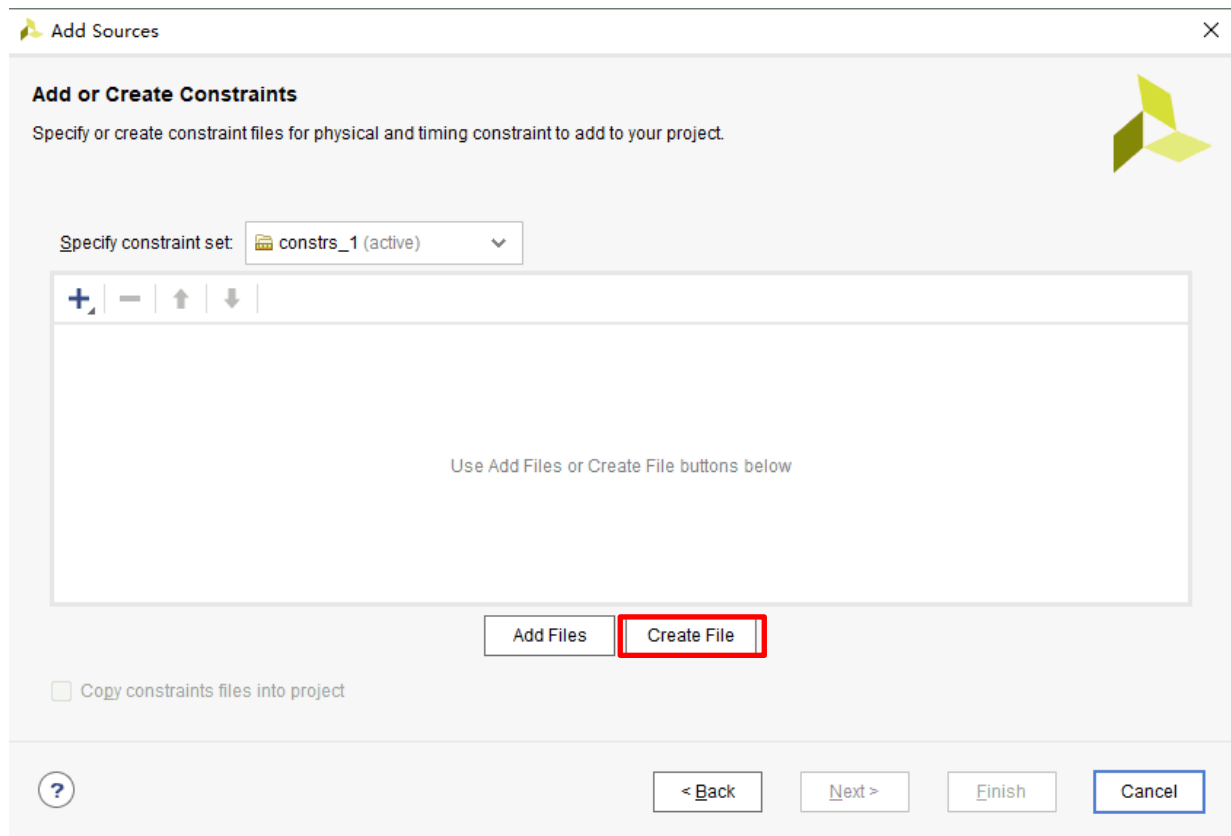 Add Sources
Add or Create Constraints
Specify or create constraint files for physical and timing constraint to add to your project.
Specify constraint set: constrs_1 (active)
Use Add Files or Create File buttons below
Add Files Create File
Copy constraints files into project
? < Back Next > Finish Cancel